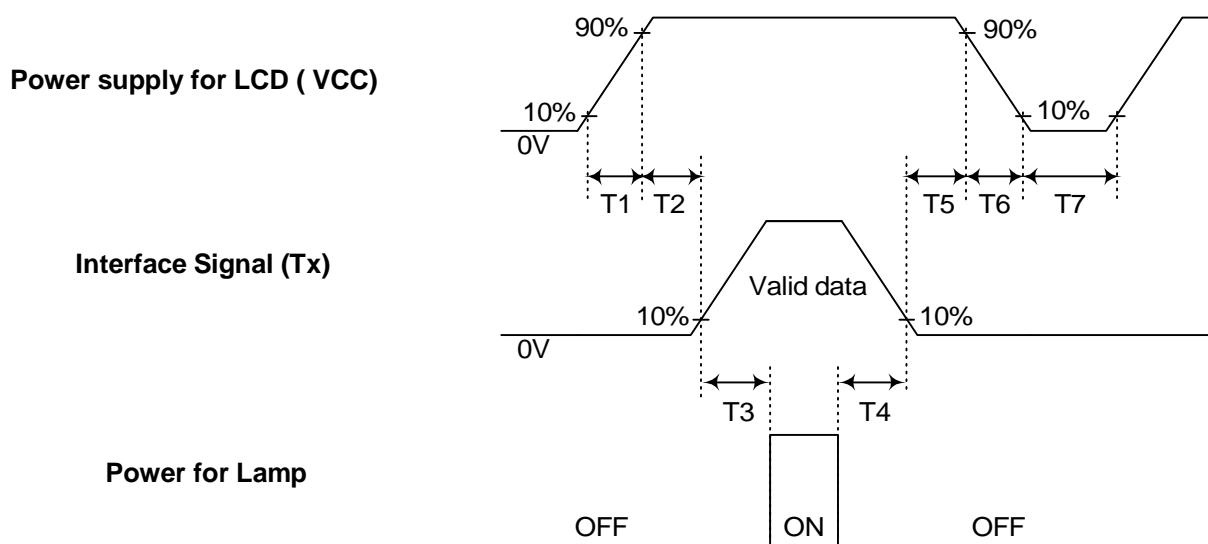 90%
90%
Power supply for LCD ( VCC)
10%
10%
0V
T1 T2 T5 T6 T7
Interface Signal (Tx)
Valid data
10%
10%
0V
T3 T4
Power for Lamp
OFF ON OFF